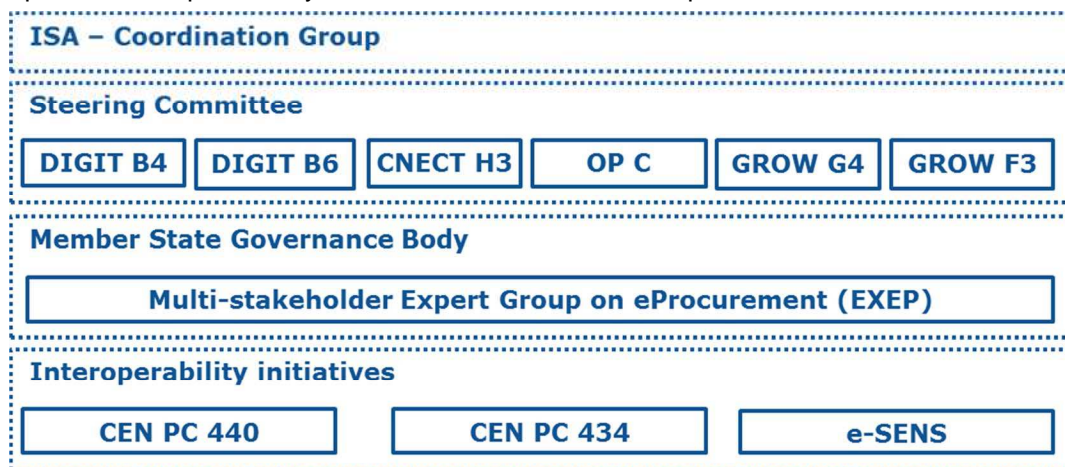 ISA – Coordination Group
Steering Committee
DIGIT B4 DIGIT B6 CNECT H3 OP C GROW G4 GROW F3
Member State Governance Body
Multi-stakeholder Expert Group on eProcurement (EXEP)
Interoperability initiatives
CEN PC 440 CEN PC 434 e-SENS